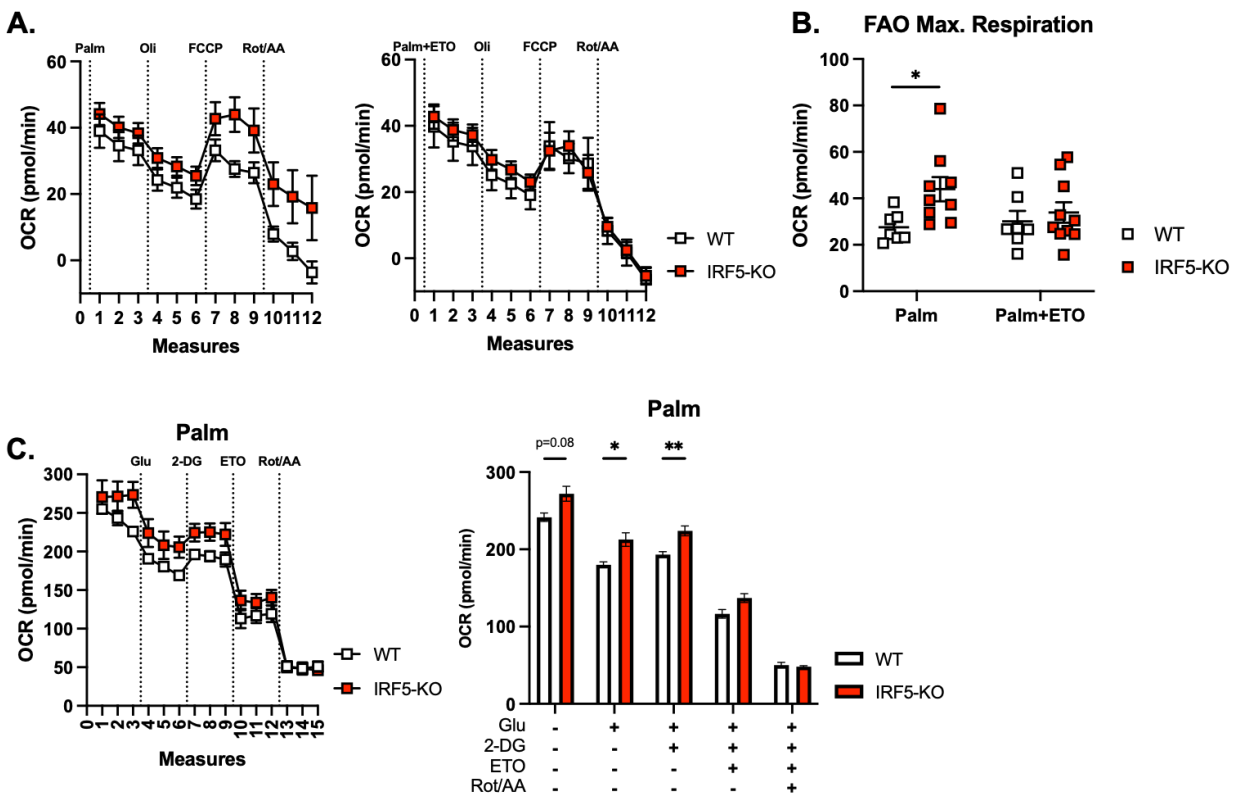 A.
Palm Oli FCCP Rot/AA
60
40
20
0
OCR (pmol/min)
0 1 2 3 4 5 6 7 8 9 10 11 12
Measures
Palm+ETO Oli FCCP Rot/AA
60
40
20
0
OCR (pmol/min)
0 1 2 3 4 5 6 7 8 9 10 11 12
Measures
WT
IRF5-KO
B.
FAO Max. Respiration
*
100
80
60
40
20
0
OCR (pmol/min)
Palm Palm+ETO
WT
IRF5-KO
C.
Palm
Glu 2-DG ETO Rot/AA
300
250
200
150
100
50
0
OCR (pmol/min)
0 1 2 3 4 5 6 7 8 9 10 11 12 13 14 15
Measures
WT
IRF5-KO
Palm
p=0.08 * **
300
200
100
0
OCR (pmol/min)
WT
IRF5-KO
Glu - + + + +
2-DG - - + + +
ETO - - - + +
Rot/AA - - - - +